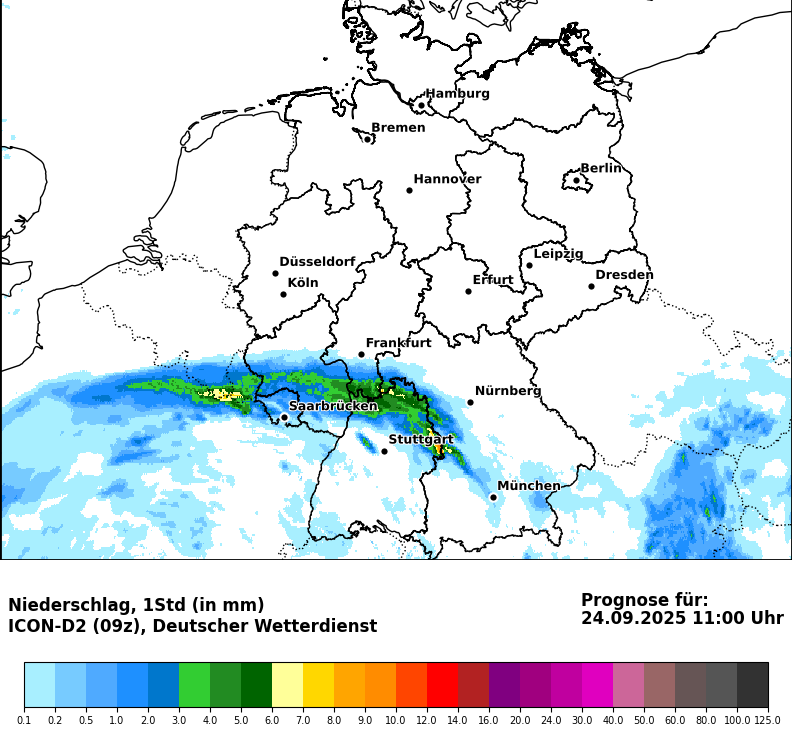 Hamburg
Bremen
Berlin
Hannover
Leipzig
Düsseldorf
Dresden
Erfurt
Köln
Frankfurt
Nürnberg
Saarbrücken
Stuttgart
München
Niederschlag, 1Std (in mm)
ICON-D2 (09z), Deutscher Wetterdienst
Prognose für:
24.09.2025 11:00 Uhr
0.1 0.2 0.5 1.0 2.0 3.0 4.0 5.0 6.0 7.0 8.0 9.0 10.0 12.0 14.0 16.0 20.0 24.0 30.0 40.0 50.0 60.0 80.0 100.0 125.0